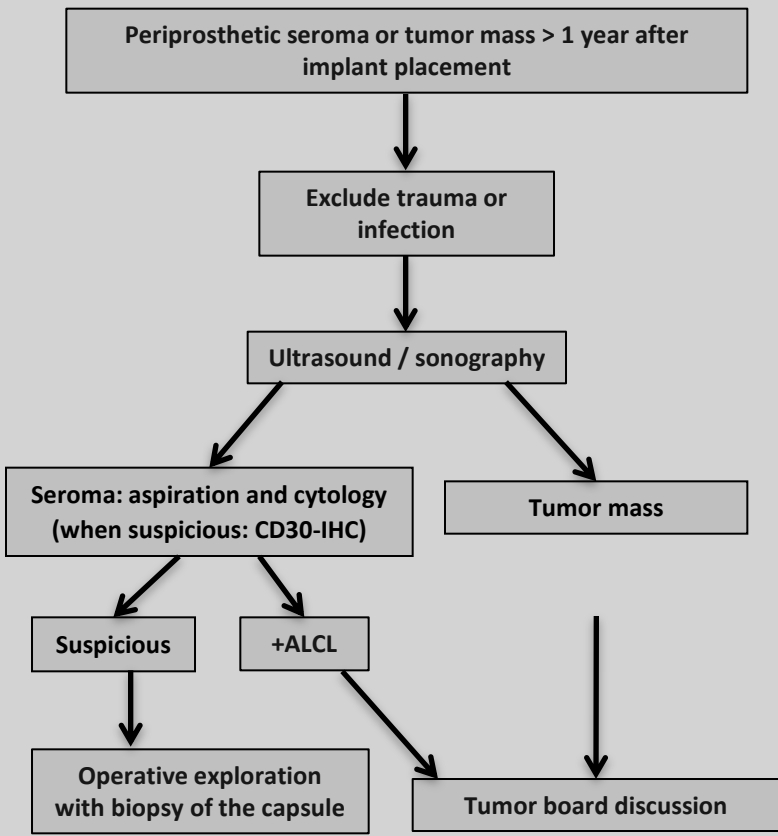 Periprosthetic seroma or tumor mass > 1 year after
implant placement
Exclude trauma or
infection
Ultrasound / sonography
Seroma: aspiration and cytology
(when suspicious: CD30-IHC)
Tumor mass
Suspicious
+ALCL
Operative exploration
with biopsy of the capsule
Tumor board discussion